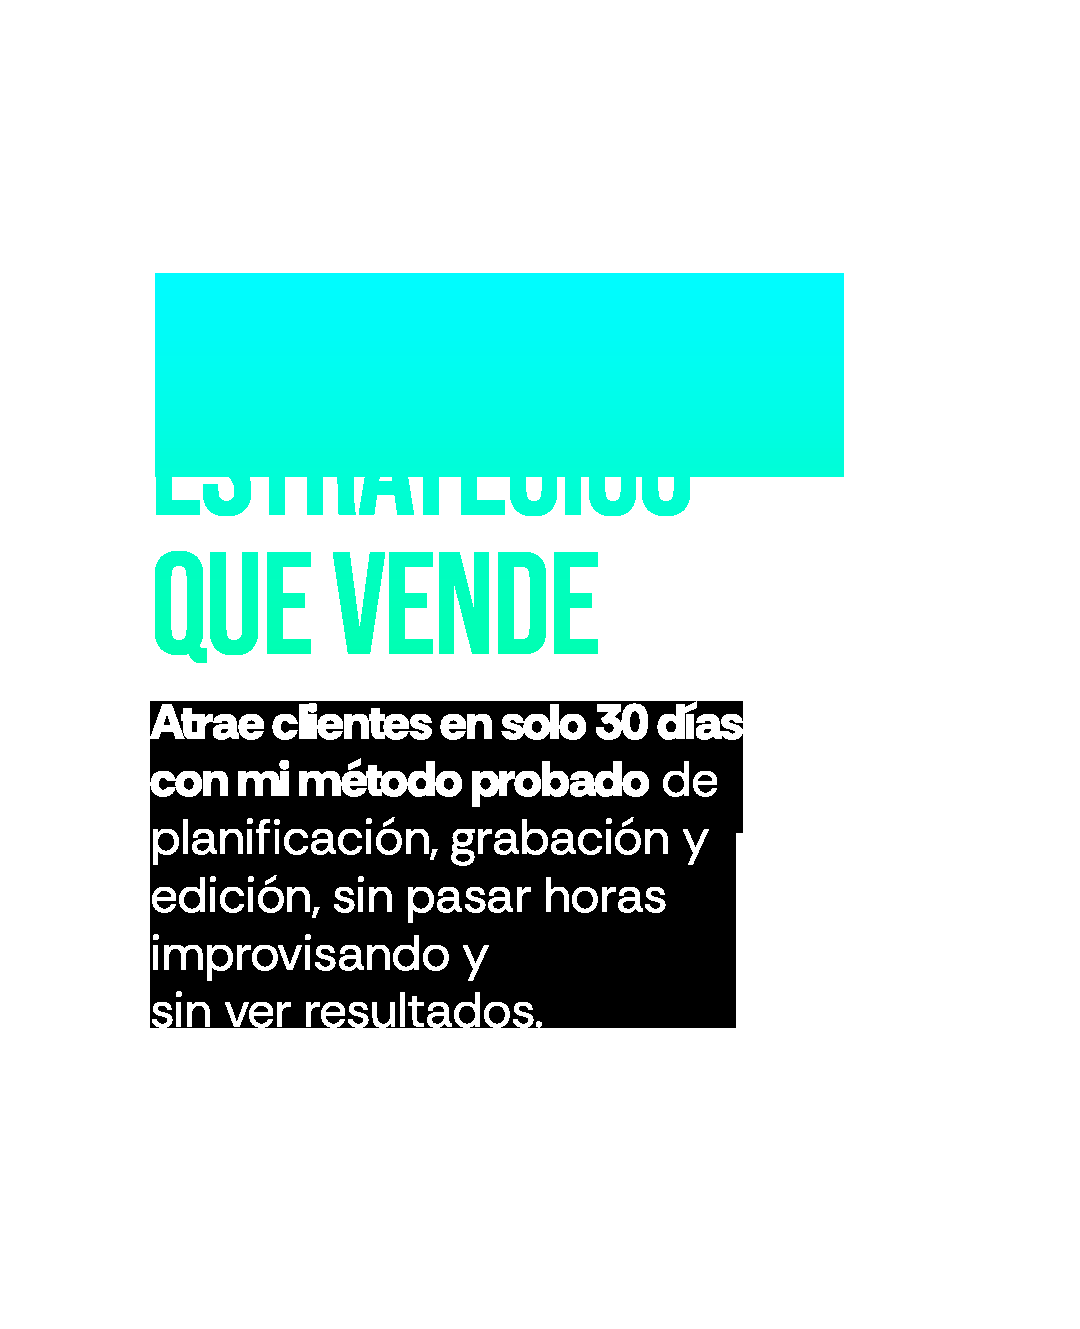 ESTRATÉGICO
QUE VENDE
Atrae clientes en solo 30 días
con mi método probado de
planificación, grabación y
edición, sin pasar horas
improvisando y
sin ver resultados.